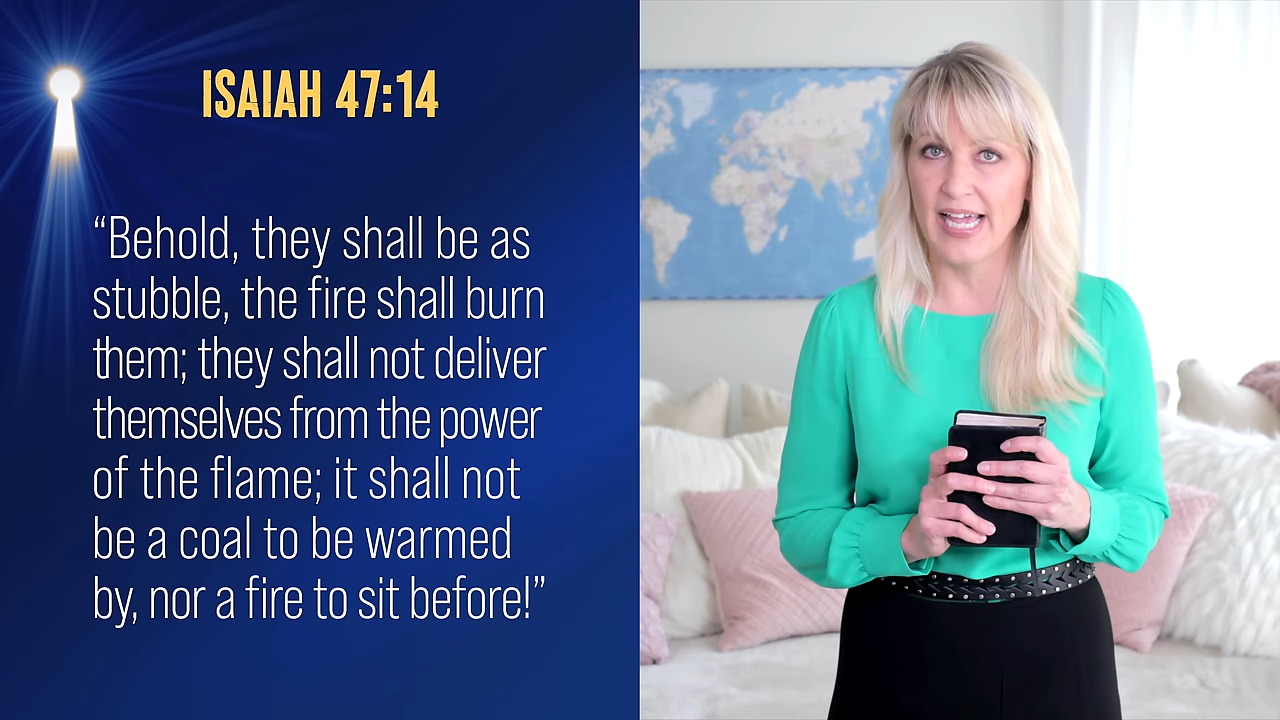 ISAIAH 47:14
“Behold, they shall be as
stubble, the fire shall burn
them; they shall not deliver
themselves from the power
of the flame; it shall not
be a coal to be warmed
by, nor a fire to sit before!”